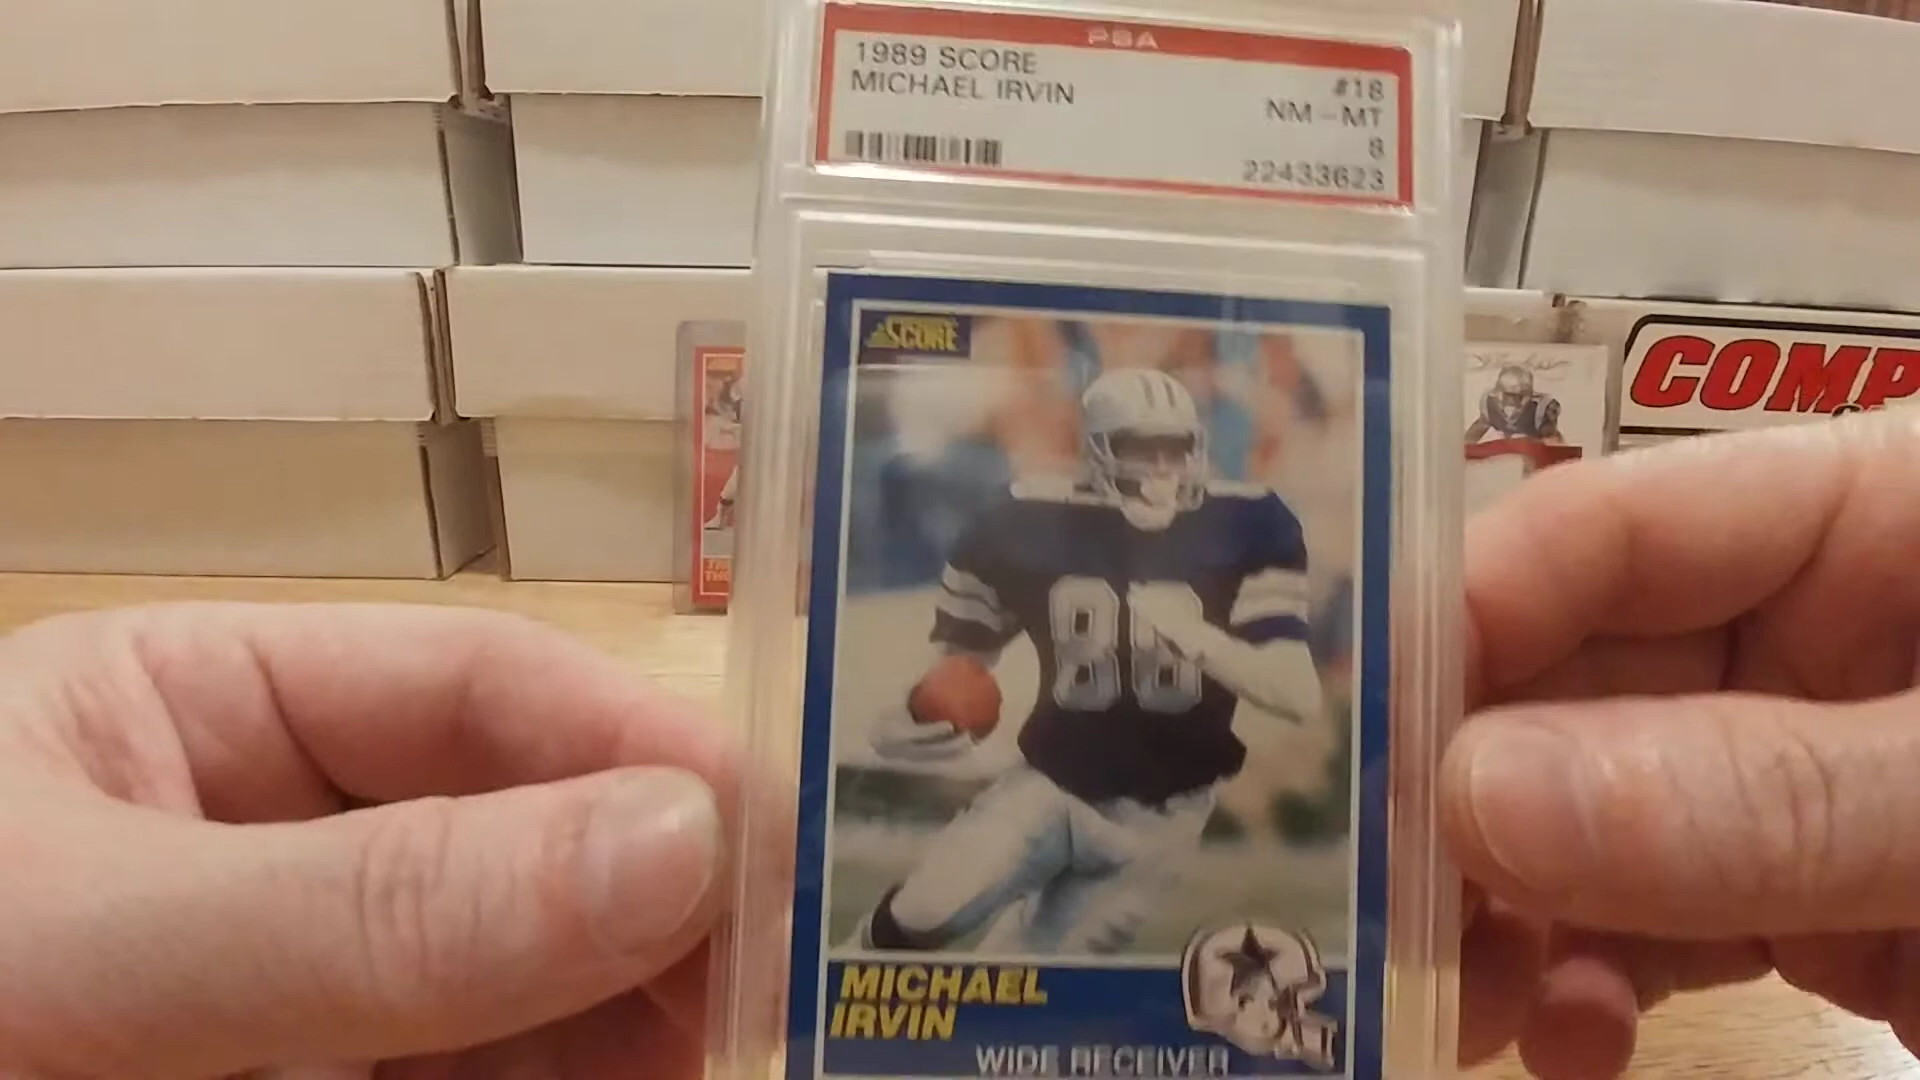 PSA
1989 SCORE
MICHAEL IRVIN
#18
NM-MT
8
22433623
SCORE
88
MICHAEL
IRVIN
WIDE RECEIVER
COMP